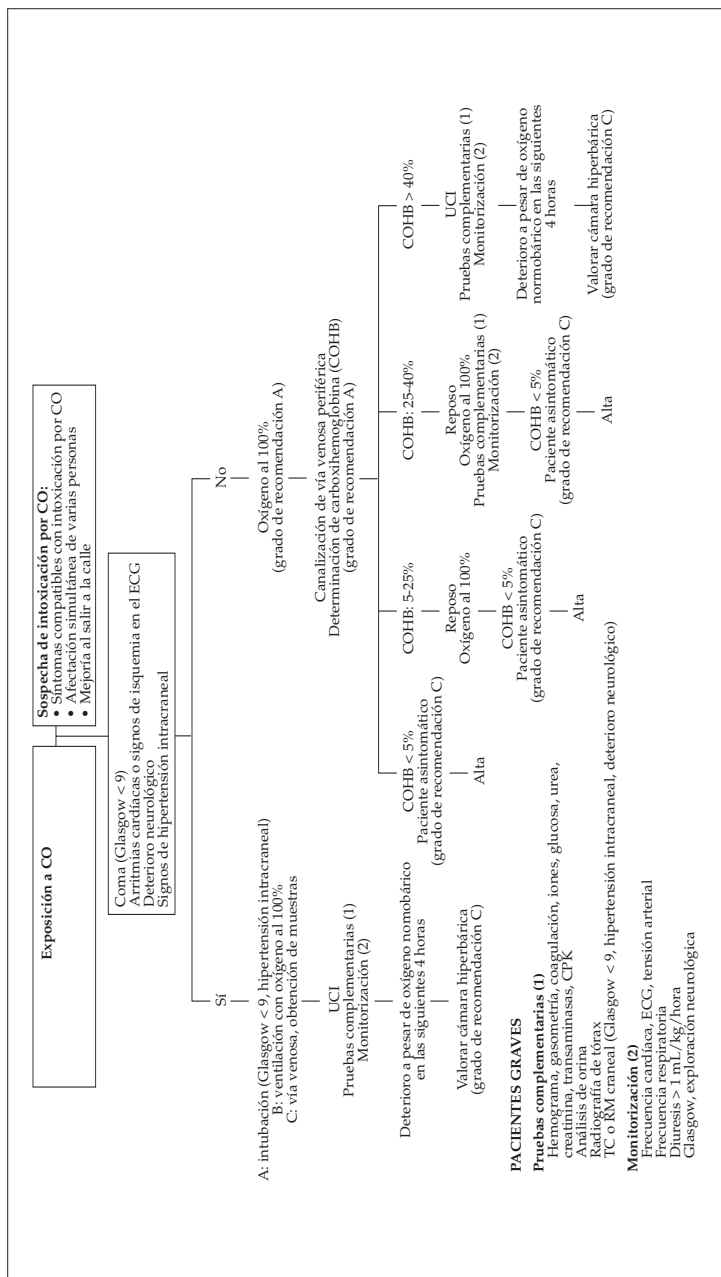 Exposición a CO
Sospecha de intoxicación por CO:
• Síntomas compatibles con intoxicación por CO
• Afectación simultánea de varias personas
• Mejoría al salir a la calle
Coma (Glasgow < 9)
Arritmias cardíacas o signos de isquemia en el ECG
Deterioro neurológico
Signos de hipertensión intracraneal
Sí
A: intubación (Glasgow < 9, hipertensión intracraneal)
B: ventilación con oxígeno al 100%
C: vía venosa, obtención de muestras
UCI
Pruebas complementarias (1)
Monitorización (2)
Deterioro a pesar de oxígeno nomobárico
en las siguientes 4 horas
Valorar cámara hiperbárica
(grado de recomendación C)
No
Oxígeno al 100%
(grado de recomendación A)
Canalización de vía venosa periférica
Determinación de carboxihemoglobina (COHB)
(grado de recomendación A)
COHB < 5%
Paciente asintomático
(grado de recomendación C)
Alta
COHB: 5-25%
Reposo
Oxígeno al 100%
COHB < 5%
Paciente asintomático
(grado de recomendación C)
Alta
COHB: 25-40%
Reposo
Oxígeno al 100%
Pruebas complementarias (1)
Monitorización (2)
COHB < 5%
Paciente asintomático
(grado de recomendación C)
Alta
COHB > 40%
UCI
Pruebas complementarias (1)
Monitorización (2)
Deterioro a pesar de oxígeno
normobárico en las siguientes
4 horas
Valorar cámara hiperbárica
(grado de recomendación C)
PACIENTES GRAVES
Pruebas complementarias (1)
Hemograma, gasometría, coagulación, iones, glucosa, urea,
creatinina, transaminasas, CPK
Análisis de orina
Radiografía de tórax
TC o RM craneal (Glasgow < 9, hipertensión intracraneal, deterioro neurológico)
Monitorización (2)
Frecuencia cardíaca, ECG, tensión arterial
Frecuencia respiratoria
Diuresis > 1 mL/kg/hora
Glasgow, exploración neurológica